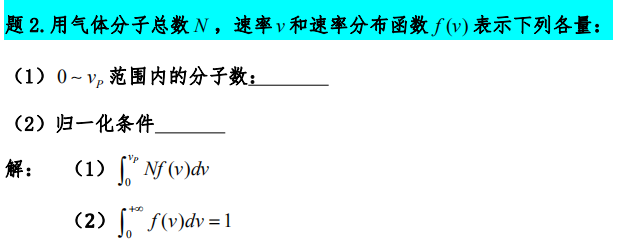 题 2. 用气体分子总数 N ，速率 v 和速率分布函数 f (v) 表示下列各量：
（1）0 ~ v_P 范围内的分子数：________
（2）归一化条件________
解： （1）∫_0^{v_P} Nf (v)dv
（2）∫_0^{+∞} f (v)dv = 1